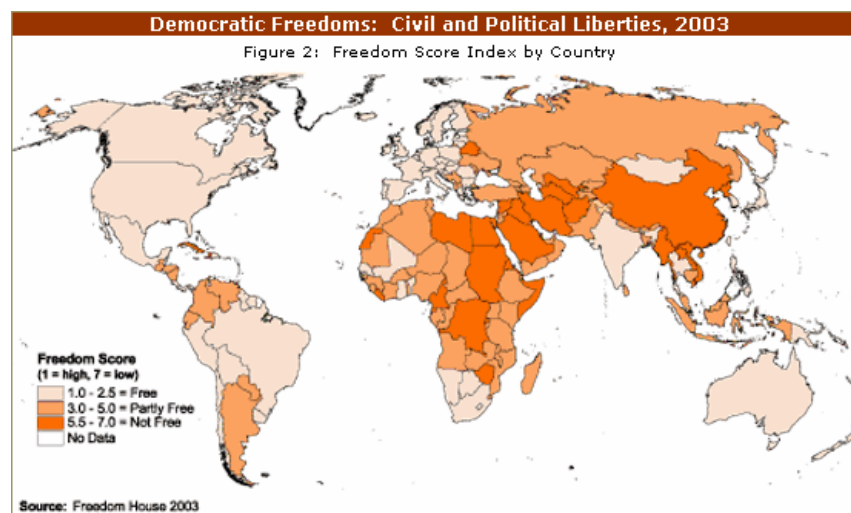 Democratic Freedoms: Civil and Political Liberties, 2003
Figure 2: Freedom Score Index by Country
Freedom Score
(1 = high, 7 = low)
1.0 - 2.5 = Free
3.0 - 5.0 = Partly Free
5.5 - 7.0 = Not Free
No Data
Source: Freedom House 2003